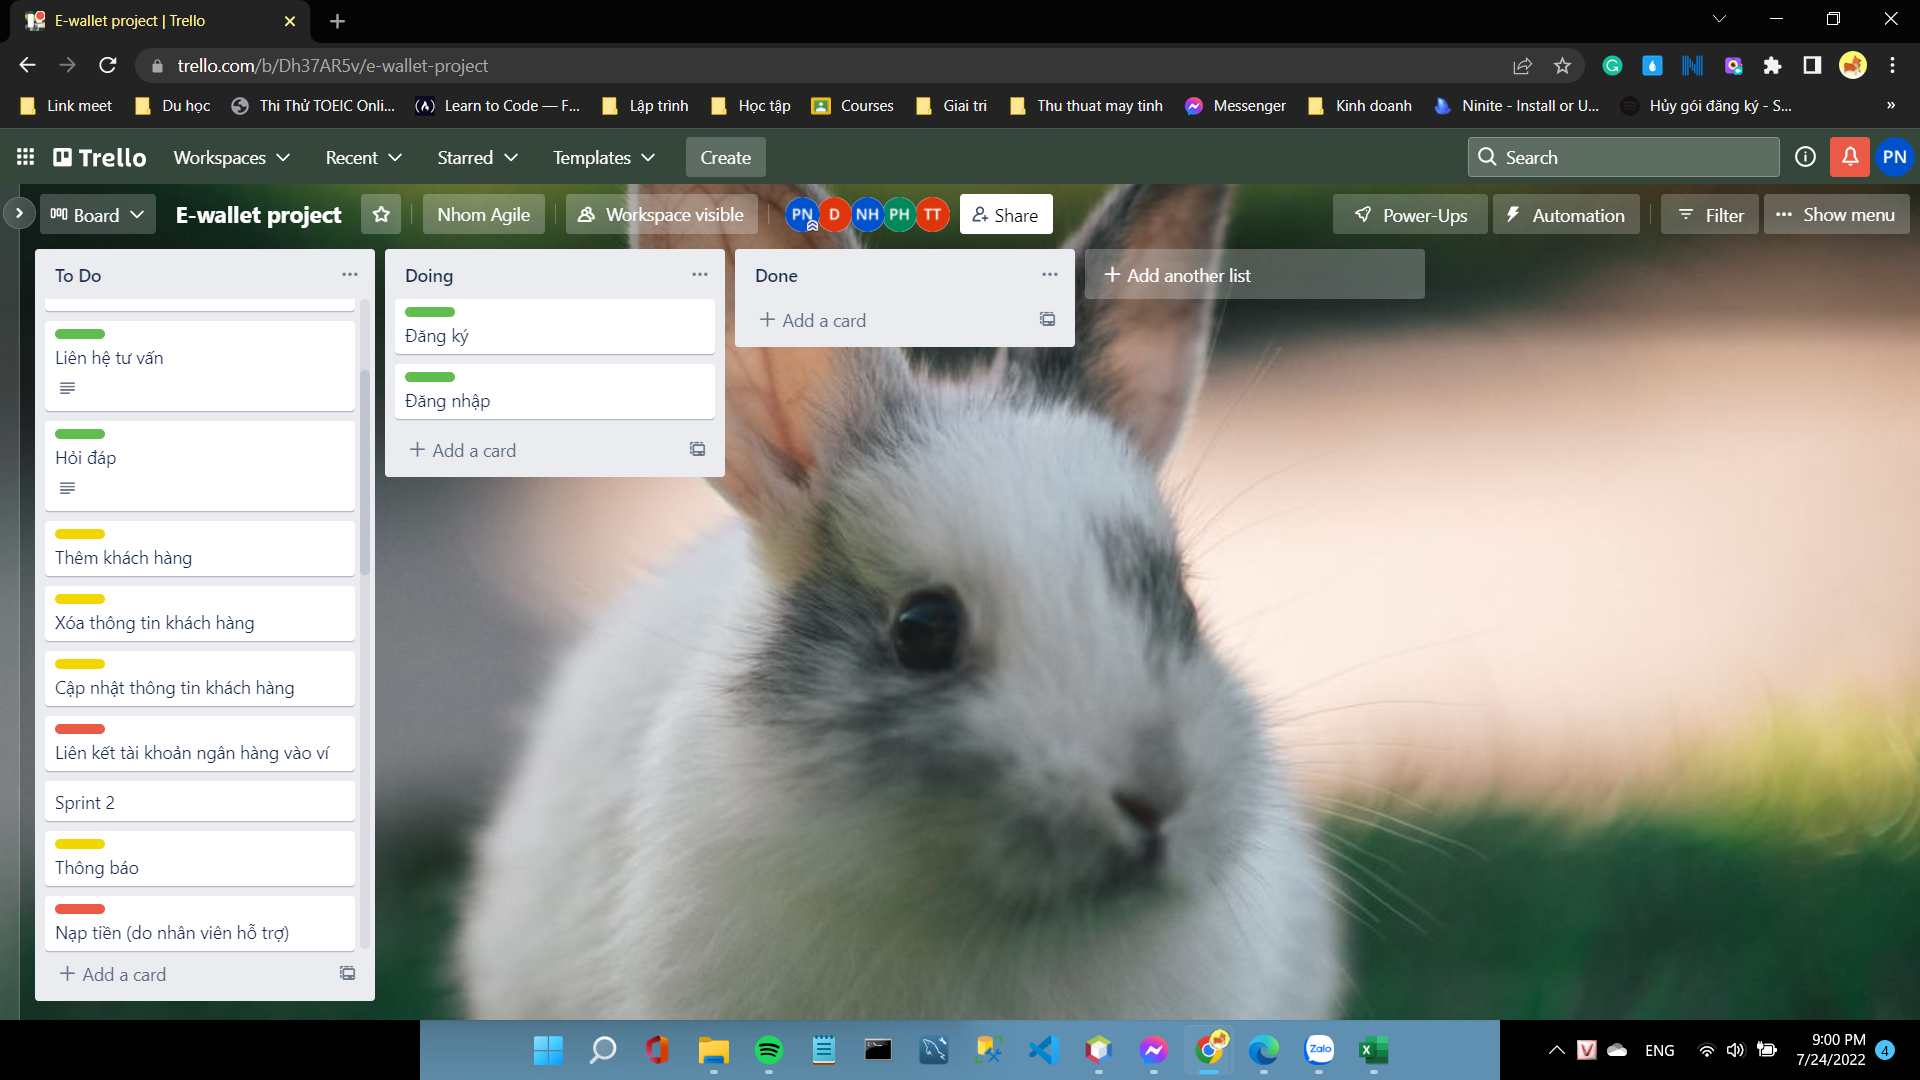 E-wallet project | Trello
trello.com/b/Dh37AR5v/e-wallet-project
Link meet
Du học
Thi Thử TOEIC Onli...
Learn to Code — F...
Lập trình
Học tập
Courses
Giai tri
Thu thuat may tinh
Messenger
Kinh doanh
Ninite - Install or U...
Hủy gói đăng ký - S...
»
Trello
Workspaces
Recent
Starred
Templates
Create
Search
PN
Board
E-wallet project
Nhom Agile
Workspace visible
PN
D
NH
PH
TT
Share
Power-Ups
Automation
Filter
Show menu
To Do
Liên hệ tư vấn
Hỏi đáp
Thêm khách hàng
Xóa thông tin khách hàng
Cập nhật thông tin khách hàng
Liên kết tài khoản ngân hàng vào ví
Sprint 2
Thông báo
Nạp tiền (do nhân viên hỗ trợ)
+ Add a card
Doing
Đăng ký
Đăng nhập
+ Add a card
Done
+ Add a card
+ Add another list
Zalo
ENG
9:00 PM
7/24/2022
4